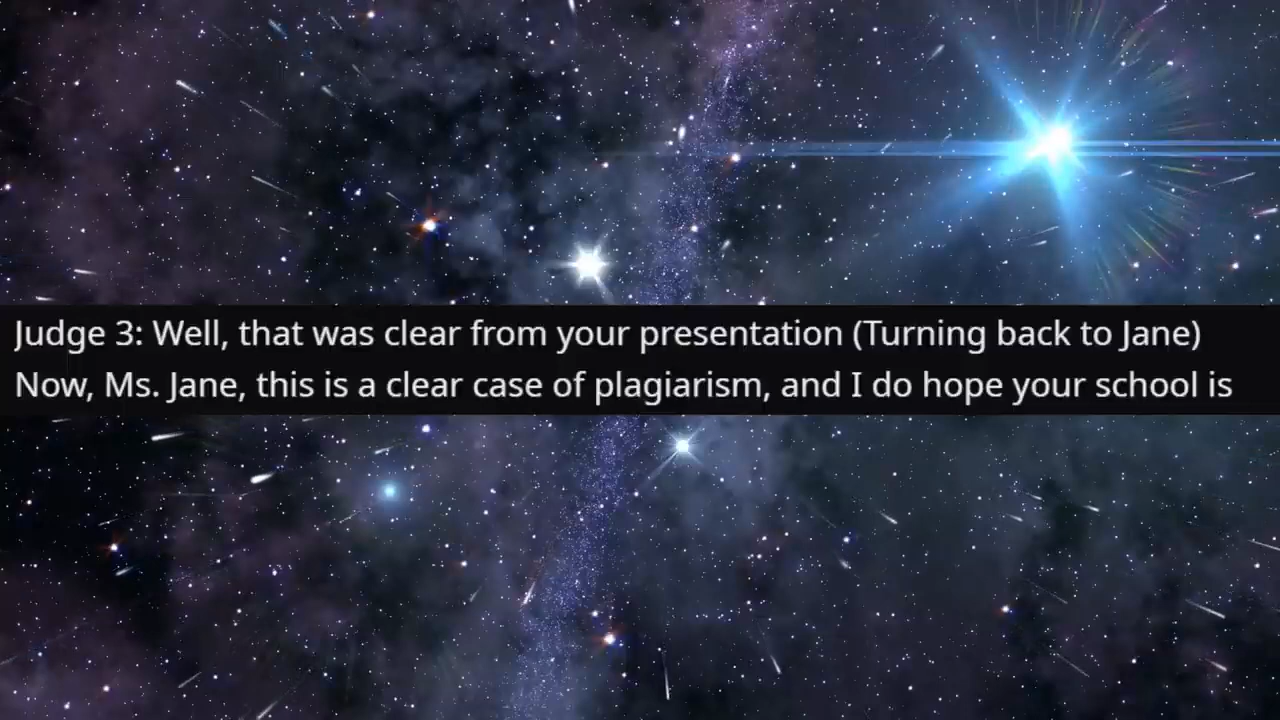 Judge 3: Well, that was clear from your presentation (Turning back to Jane)
Now, Ms. Jane, this is a clear case of plagiarism, and I do hope your school is